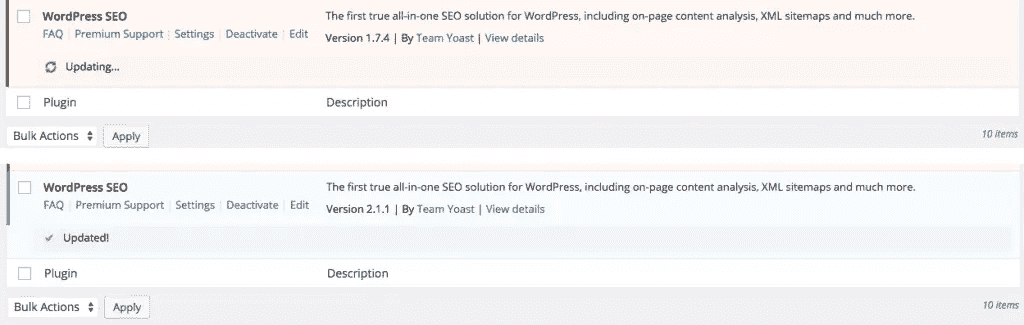 WordPress SEO The first true all-in-one SEO solution for WordPress, including on-page content analysis, XML sitemaps and much more.
FAQ | Premium Support | Settings | Deactivate | Edit Version 1.7.4 | By Team Yoast | View details
Updating...
Plugin Description
Bulk Actions Apply 10 items
WordPress SEO The first true all-in-one SEO solution for WordPress, including on-page content analysis, XML sitemaps and much more.
FAQ | Premium Support | Settings | Deactivate | Edit Version 2.1.1 | By Team Yoast | View details
Updated!
Plugin Description
Bulk Actions Apply 10 items